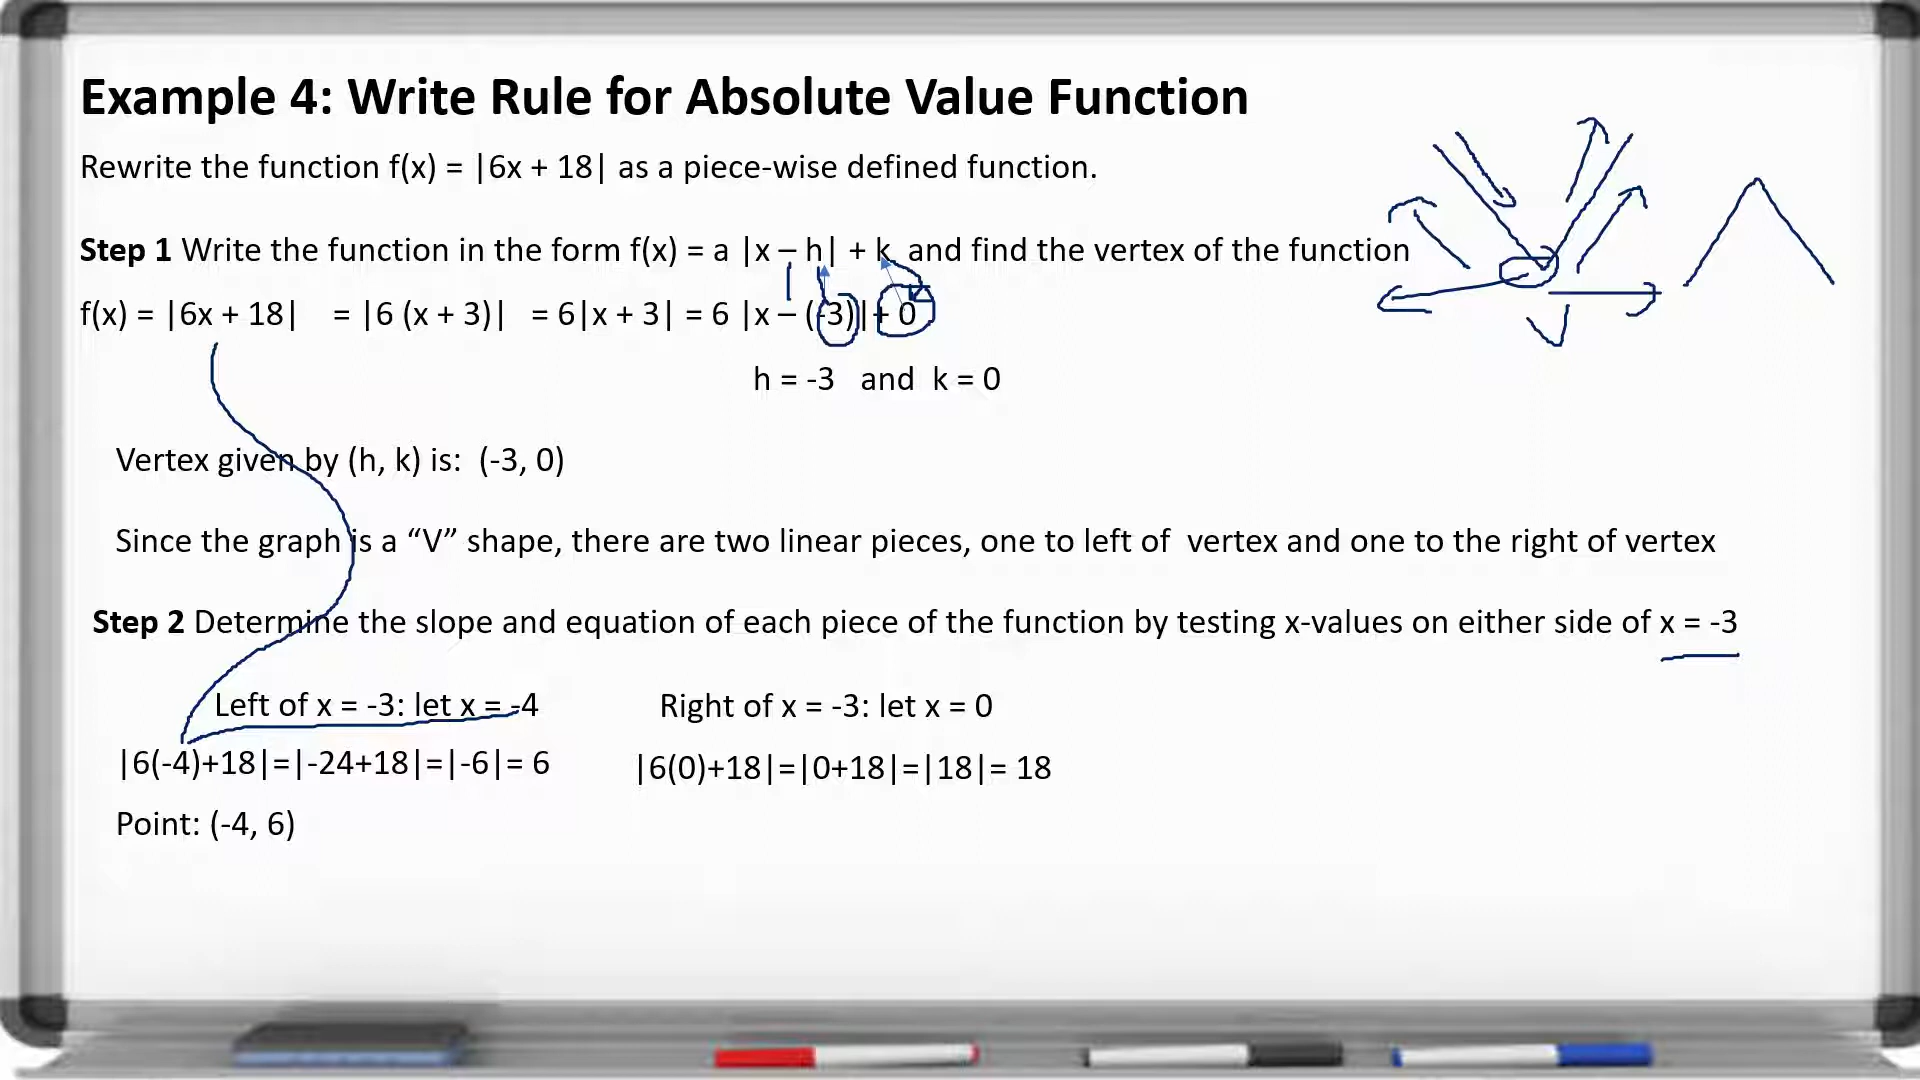 Example 4: Write Rule for Absolute Value Function
Rewrite the function f(x) = |6x + 18| as a piece-wise defined function.
Step 1 Write the function in the form f(x) = a |x – h| + k and find the vertex of the function
f(x) = |6x + 18| = |6 (x + 3)| = 6|x + 3| = 6 |x – (-3)|+ 0
h = -3 and k = 0
Vertex given by (h, k) is: (-3, 0)
Since the graph is a “V” shape, there are two linear pieces, one to left of vertex and one to the right of vertex
Step 2 Determine the slope and equation of each piece of the function by testing x-values on either side of x = -3
Left of x = -3: let x = -4 Right of x = -3: let x = 0
|6(-4)+18|=|-24+18|=|-6|= 6 |6(0)+18|=|0+18|=|18|= 18
Point: (-4, 6)